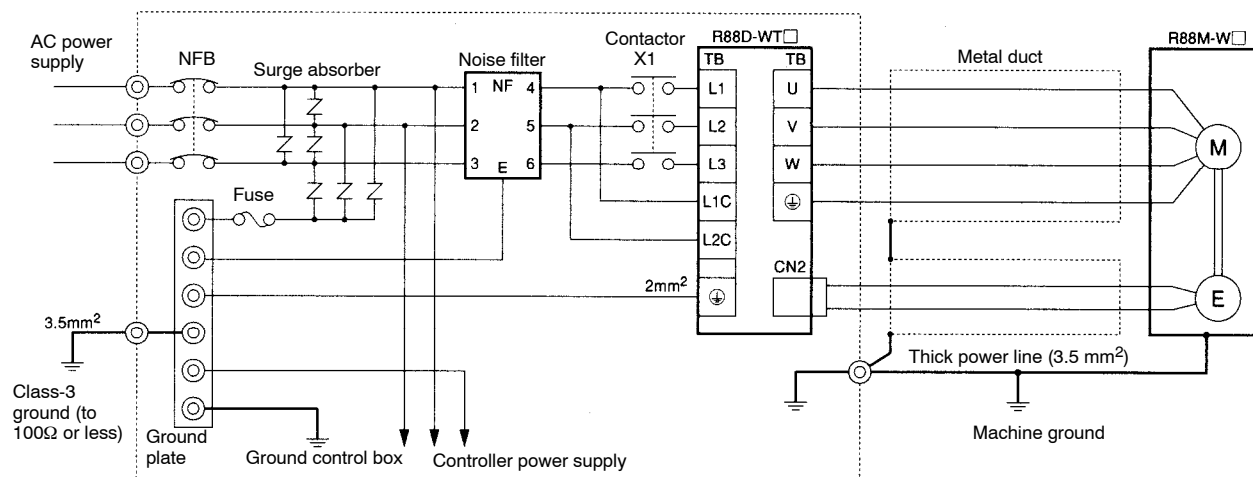 AC power
supply
NFB
Surge absorber
Noise filter
Contactor
X1
R88D-WT□
R88M-W□
Metal duct
TB
TB
1 NF 4
2 5
3 E 6
L1
L2
L3
L1C
L2C
U
V
W
CN2
M
E
Fuse
2mm²
3.5mm²
Class-3
ground (to
100Ω or less)
Ground
plate
Ground control box
Controller power supply
Thick power line (3.5 mm²)
Machine ground